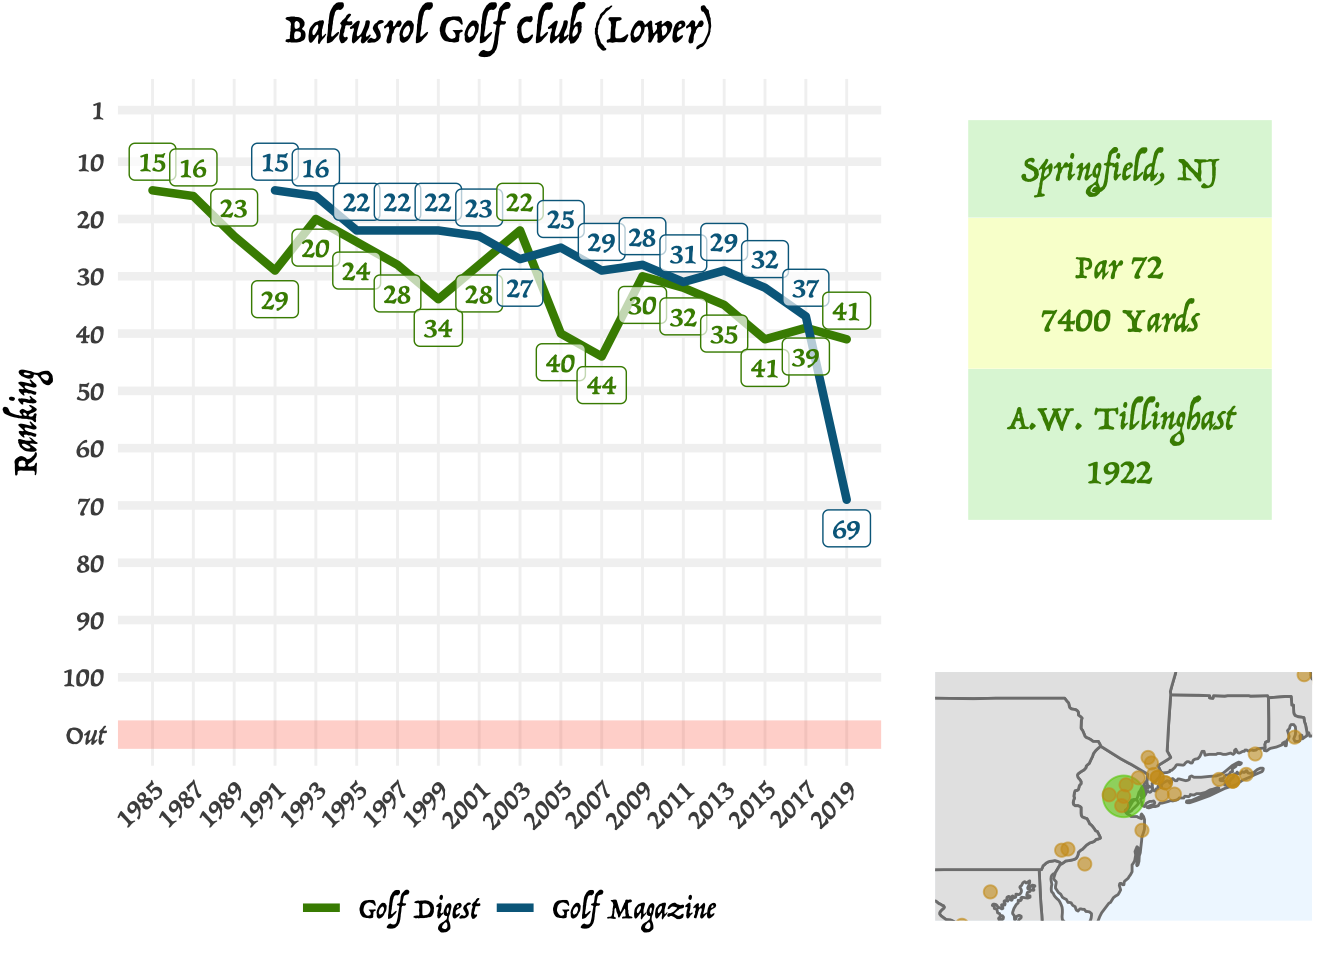 Baltusrol Golf Club (Lower)
Ranking
1
10
20
30
40
50
60
70
80
90
100
Out
15 16 23 29 20 24 28 34 28 22 40 44 30 32 35 41 39 41
15 16 22 22 22 23 27 25 29 28 31 29 32 37 69
1985 1987 1989 1991 1993 1995 1997 1999 2001 2003 2005 2007 2009 2011 2013 2015 2017 2019
Golf Digest Golf Magazine
Springfield, NJ
Par 72
7400 Yards
A.W. Tillinghast
1922